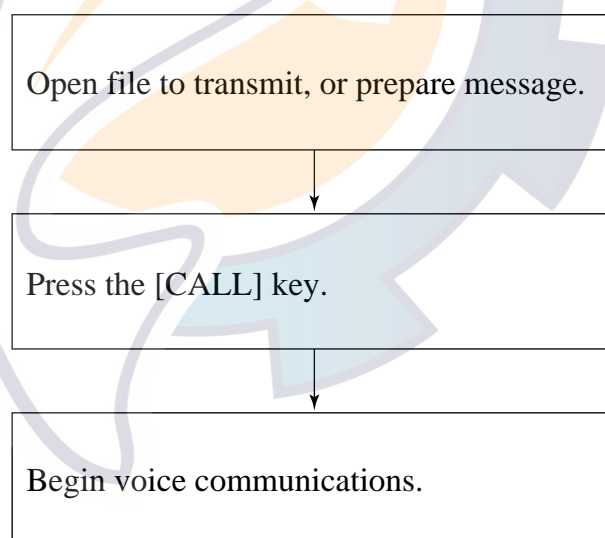 Open file to transmit, or prepare message.
Press the [CALL] key.
Begin voice communications.